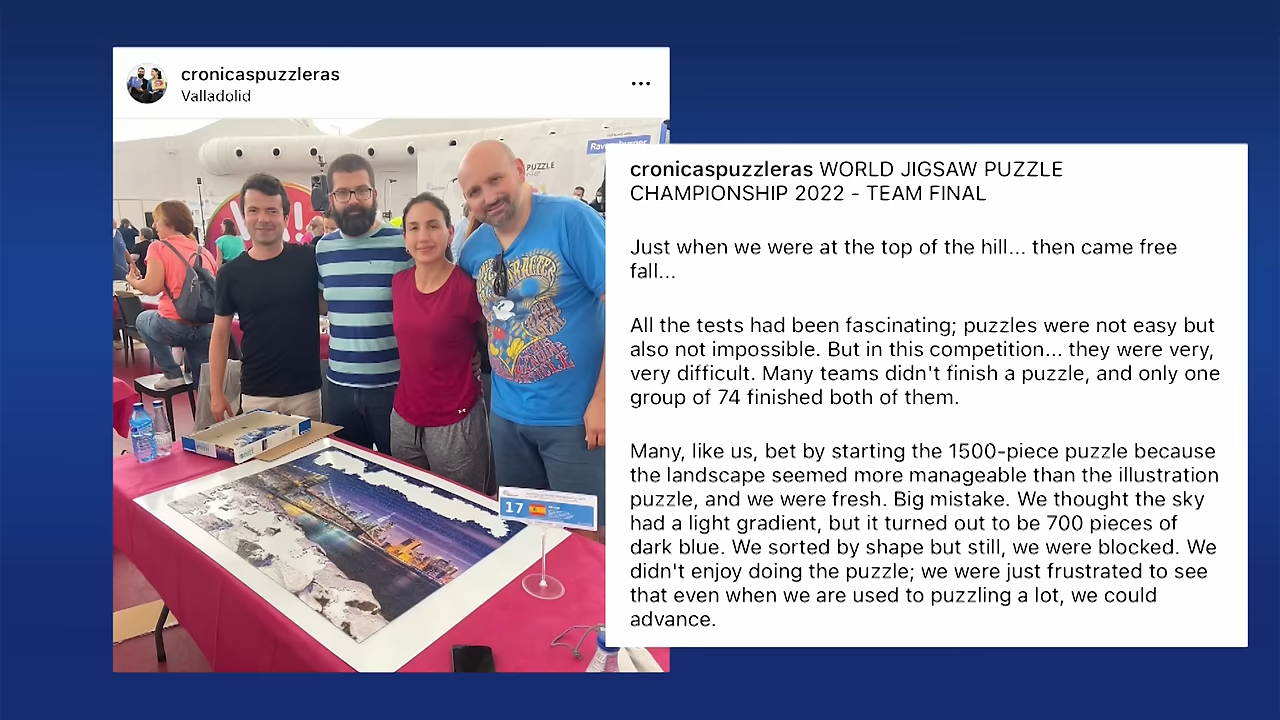 cronicaspuzzleras
Valladolid
PUZZLE
17
cronicaspuzzleras WORLD JIGSAW PUZZLE
CHAMPIONSHIP 2022 - TEAM FINAL
Just when we were at the top of the hill... then came free
fall...
All the tests had been fascinating; puzzles were not easy but
also not impossible. But in this competition... they were very,
very difficult. Many teams didn't finish a puzzle, and only one
group of 74 finished both of them.
Many, like us, bet by starting the 1500-piece puzzle because
the landscape seemed more manageable than the illustration
puzzle, and we were fresh. Big mistake. We thought the sky
had a light gradient, but it turned out to be 700 pieces of
dark blue. We sorted by shape but still, we were blocked. We
didn't enjoy doing the puzzle; we were just frustrated to see
that even when we are used to puzzling a lot, we could
advance.